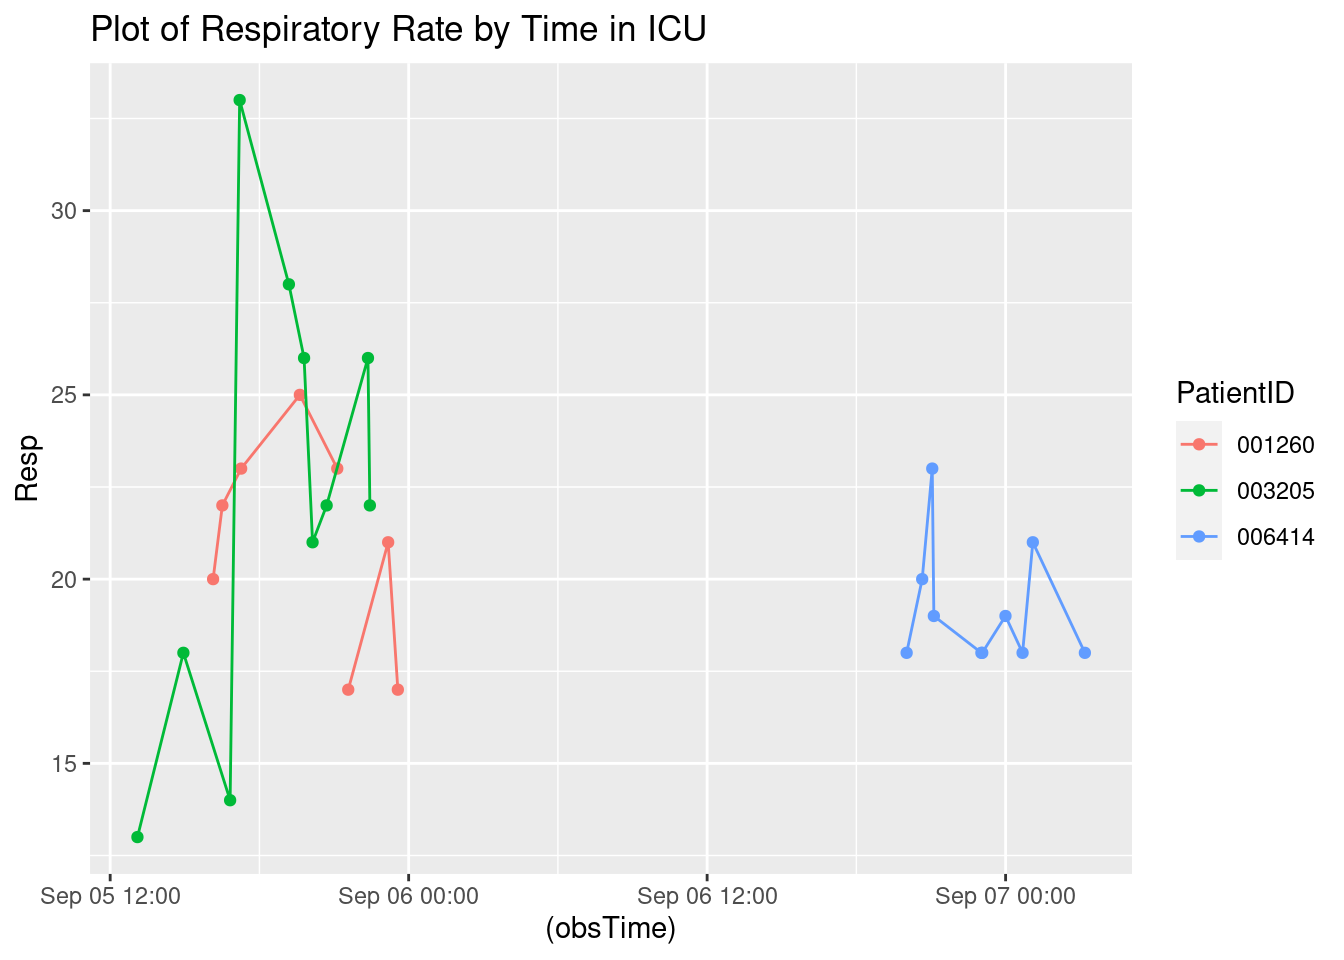 Plot of Respiratory Rate by Time in ICU
Resp
30
25
20
15
Sep 05 12:00
Sep 06 00:00
Sep 06 12:00
Sep 07 00:00
(obsTime)
PatientID
001260
003205
006414